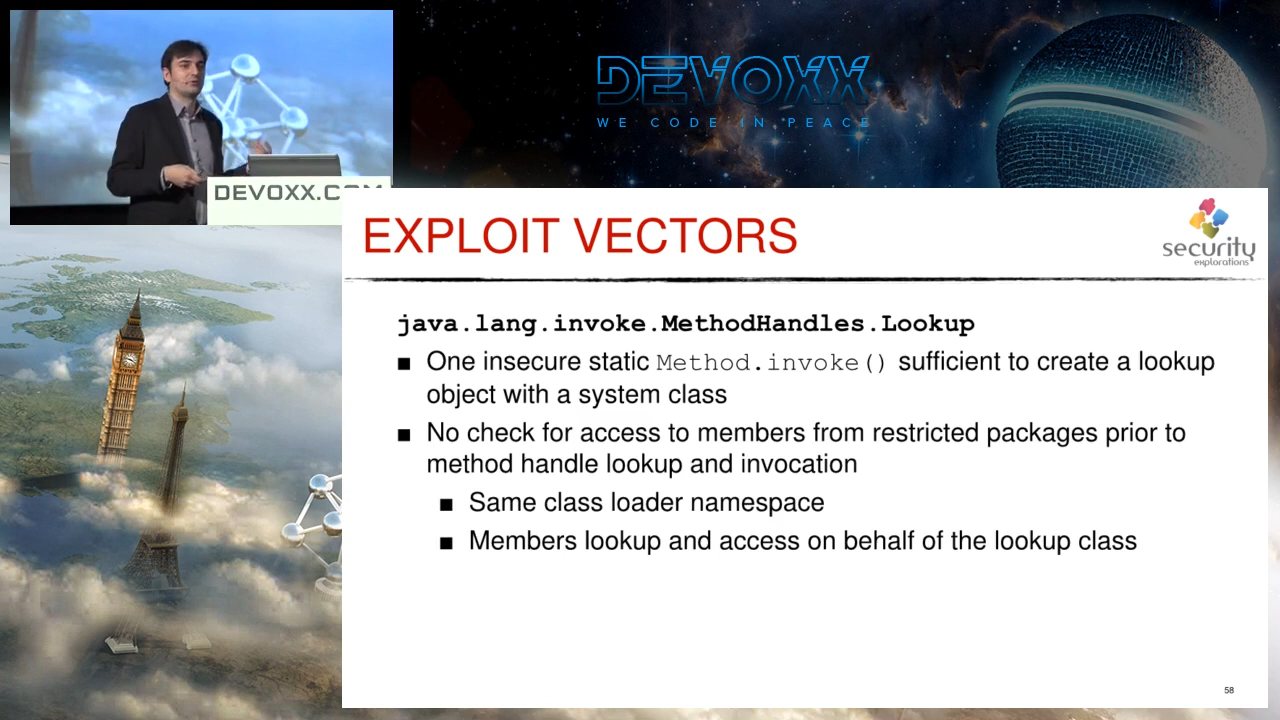 DEVOXX
WE CODE IN PEACE
DEVOXX.COM
EXPLOIT VECTORS
security
explorations
java.lang.invoke.MethodHandles.Lookup
■ One insecure static Method.invoke() sufficient to create a lookup
object with a system class
■ No check for access to members from restricted packages prior to
method handle lookup and invocation
■ Same class loader namespace
■ Members lookup and access on behalf of the lookup class
58